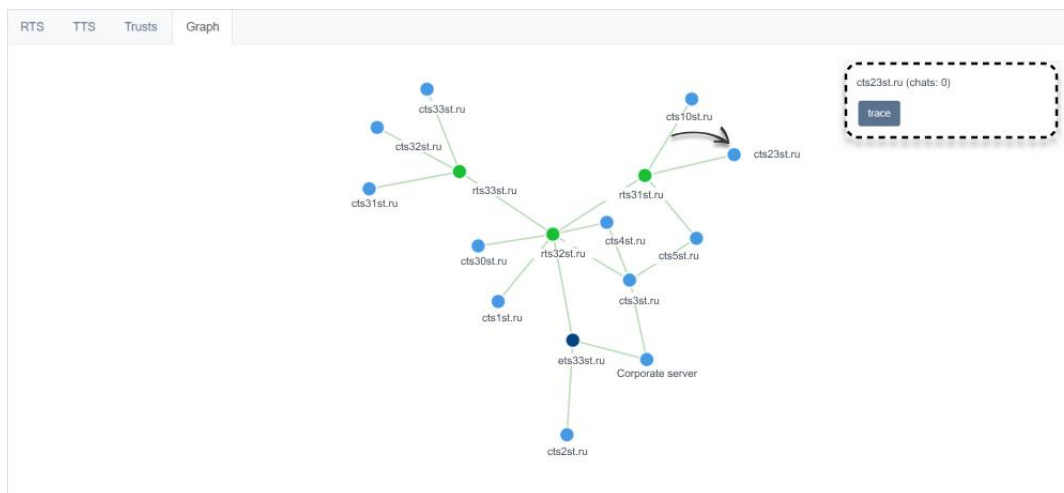 RTS TTS Trusts Graph
cts23st.ru (chats: 0)
trace
cts33st.ru
cts10st.ru
cts32st.ru
cts23st.ru
rts33st.ru
rts31st.ru
cts31st.ru
cts4st.ru
rts32st.ru
cts5st.ru
cts30st.ru
cts3st.ru
cts1st.ru
ets33st.ru
Corporate server
cts2st.ru